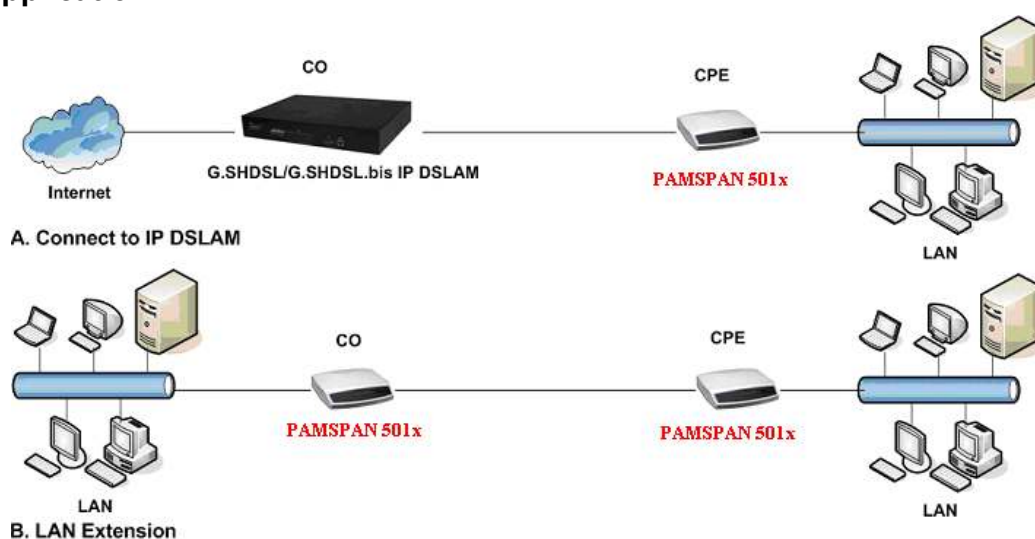 CO
CPE
G.SHDSL/G.SHDSL.bis IP DSLAM
PAMSPAN 501x
Internet
LAN
A. Connect to IP DSLAM
CO
CPE
PAMSPAN 501x
PAMSPAN 501x
LAN
LAN
B. LAN Extension